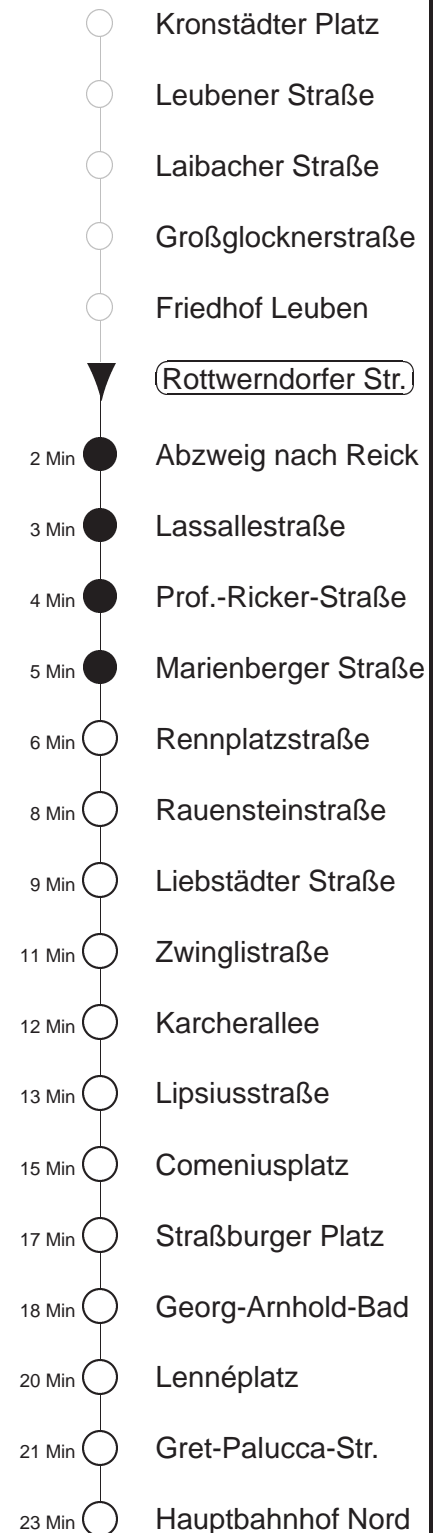 Kronstädter Platz
Leubener Straße
Laibacher Straße
Großglocknerstraße
Friedhof Leuben
Rottwerndorfer Str.
2 Min Abzweig nach Reick
3 Min Lassallestraße
4 Min Prof.-Ricker-Straße
5 Min Marienberger Straße
6 Min Rennplatzstraße
8 Min Rauensteinstraße
9 Min Liebstädter Straße
11 Min Zwinglistraße
12 Min Karcherallee
13 Min Lipsiusstraße
15 Min Comeniusplatz
17 Min Straßburger Platz
18 Min Georg-Arnhold-Bad
20 Min Lennéplatz
21 Min Gret-Palucca-Str.
23 Min Hauptbahnhof Nord